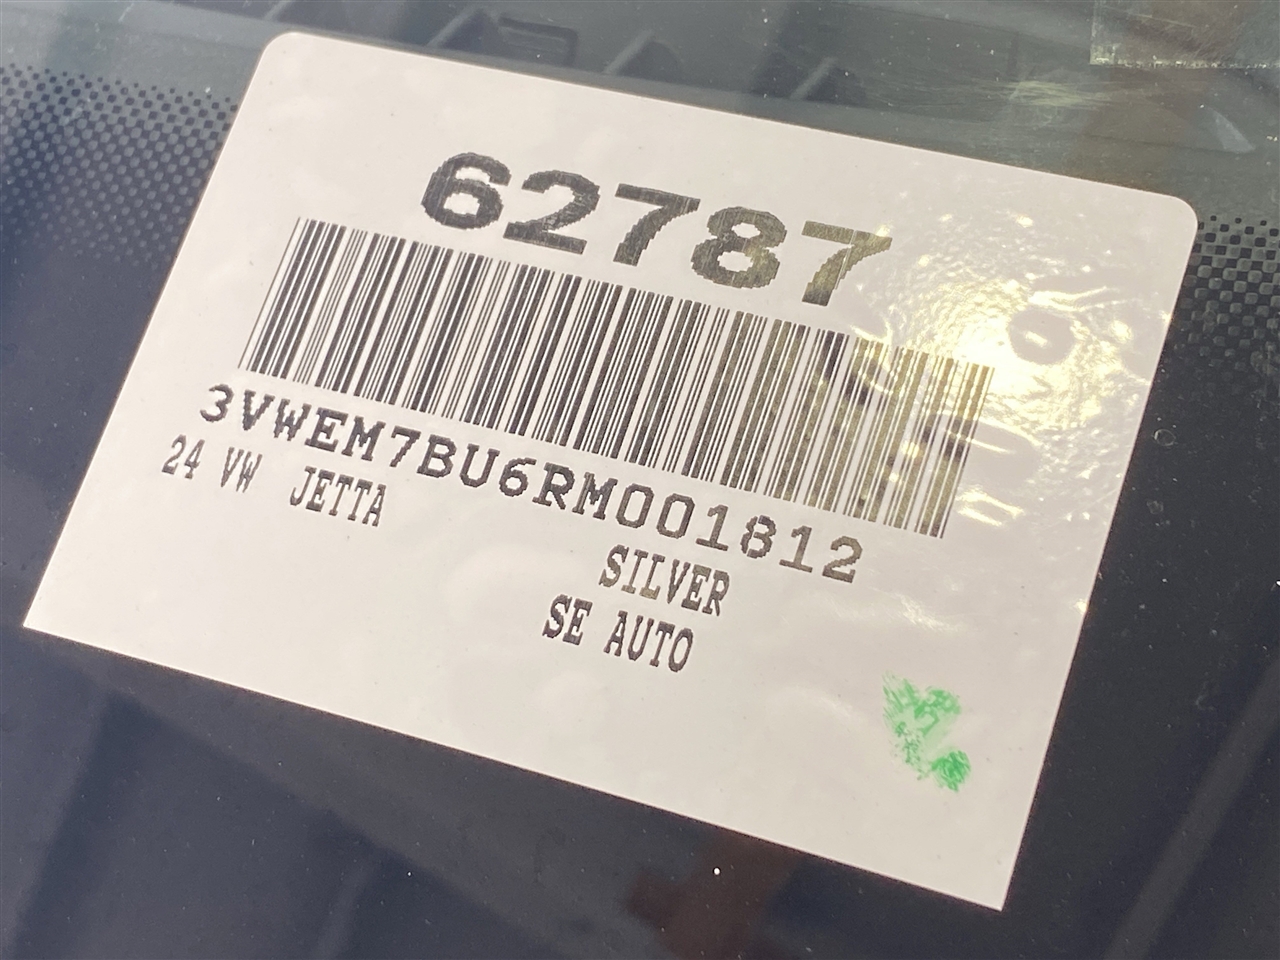 62787
3VWEM7BU6RM001812
24 VW JETTA
SILVER
SE AUTO